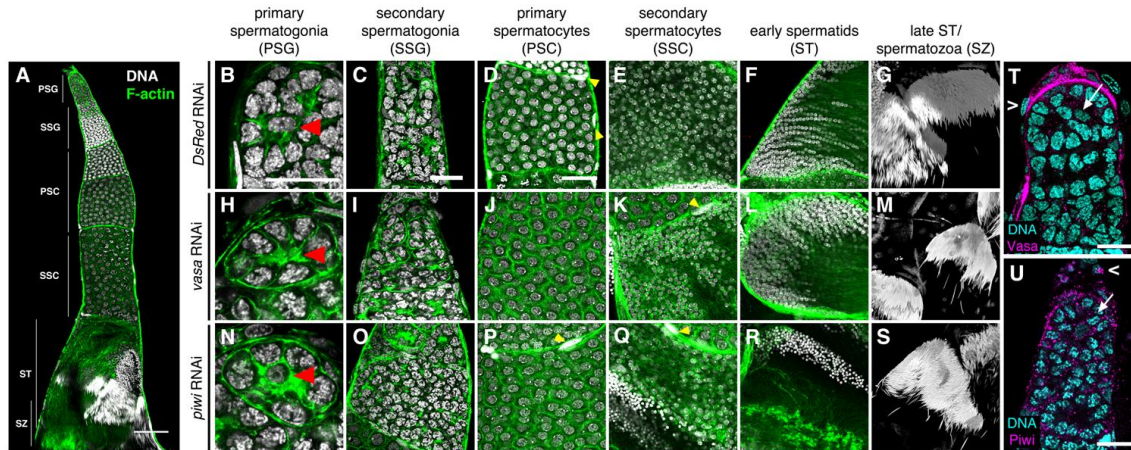 primary
spermatogonia
(PSG)
secondary
spermatogonia
(SSG)
primary
spermatocytes
(PSC)
secondary
spermatocytes
(SSC)
early spermatids
(ST)
late ST/
spermatozoa (SZ)
A
DNA
F-actin
PSG
SSG
PSC
SSC
ST
SZ
DsRed RNAi
B
C
D
E
F
G
vasa RNAi
H
I
J
K
L
M
piwi RNAi
N
O
P
Q
R
S
T
>
DNA
Vasa
U
<
DNA
Piwi